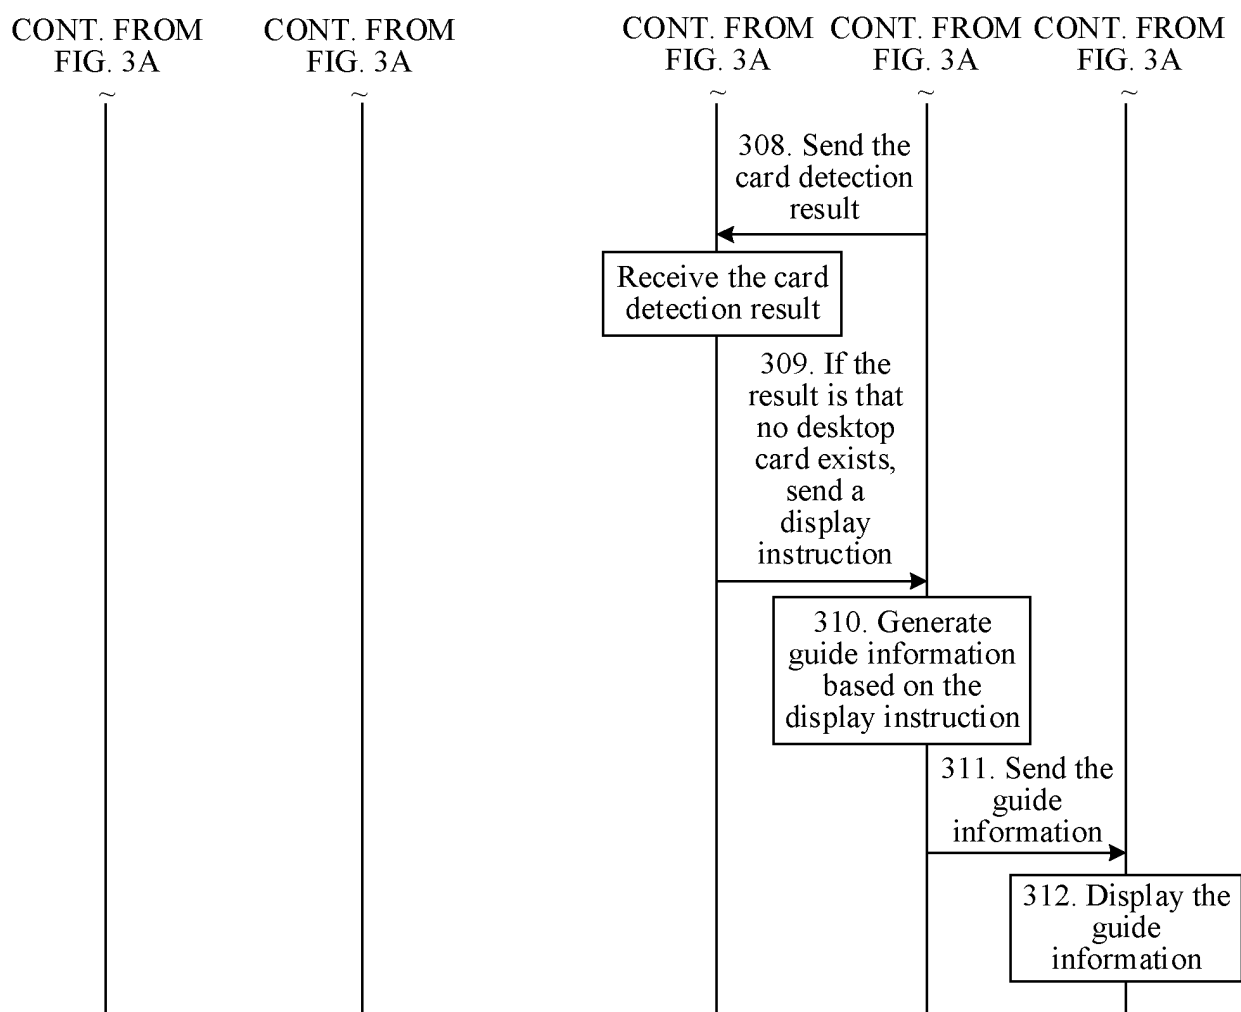 CONT. FROM
FIG. 3A
CONT. FROM
FIG. 3A
CONT. FROM
FIG. 3A
CONT. FROM
FIG. 3A
CONT. FROM
FIG. 3A
~
~
~
~
~
308. Send the
card detection
result
Receive the card
detection result
309. If the
result is that
no desktop
card exists,
send a
display
instruction
310. Generate
guide information
based on the
display instruction
311. Send the
guide
information
312. Display the
guide
information